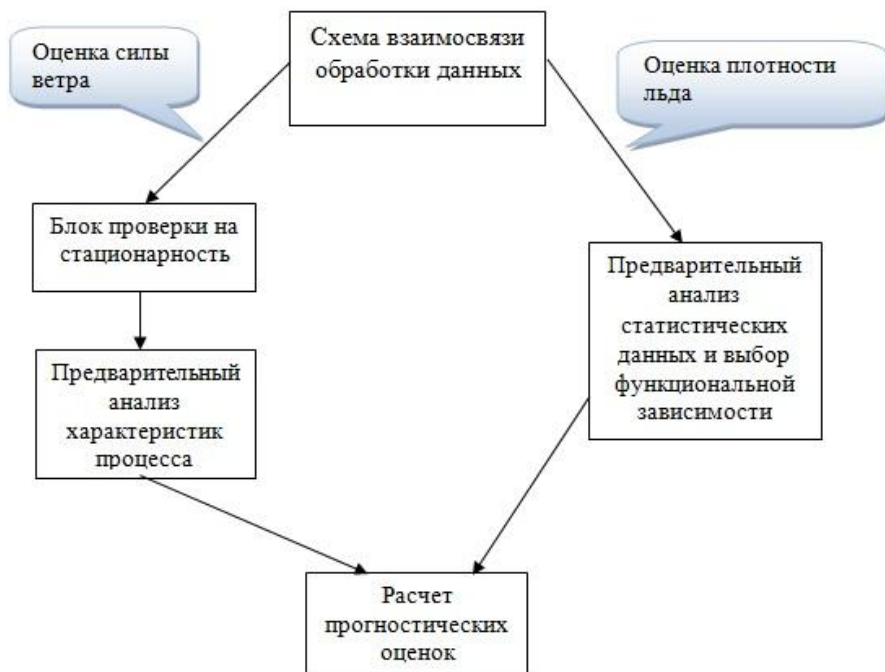 Оценка силы
ветра
Схема взаимосвязи
обработки данных
Оценка плотности
льда
Блок проверки на
стационарность
Предварительный
анализ
статистических
данных и выбор
функциональной
зависимости
Предварительный
анализ
характеристик
процесса
Расчет
прогностических
оценок